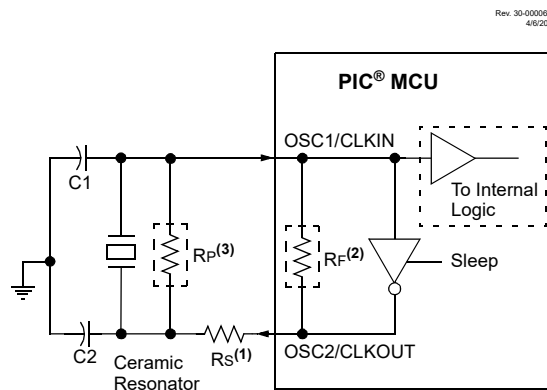 Rev. 30-00006
4/6/20
PIC® MCU
OSC1/CLKIN
C1
To Internal
Logic
RP(3)
RF(2)
Sleep
C2
Ceramic
Resonator
RS(1)
OSC2/CLKOUT